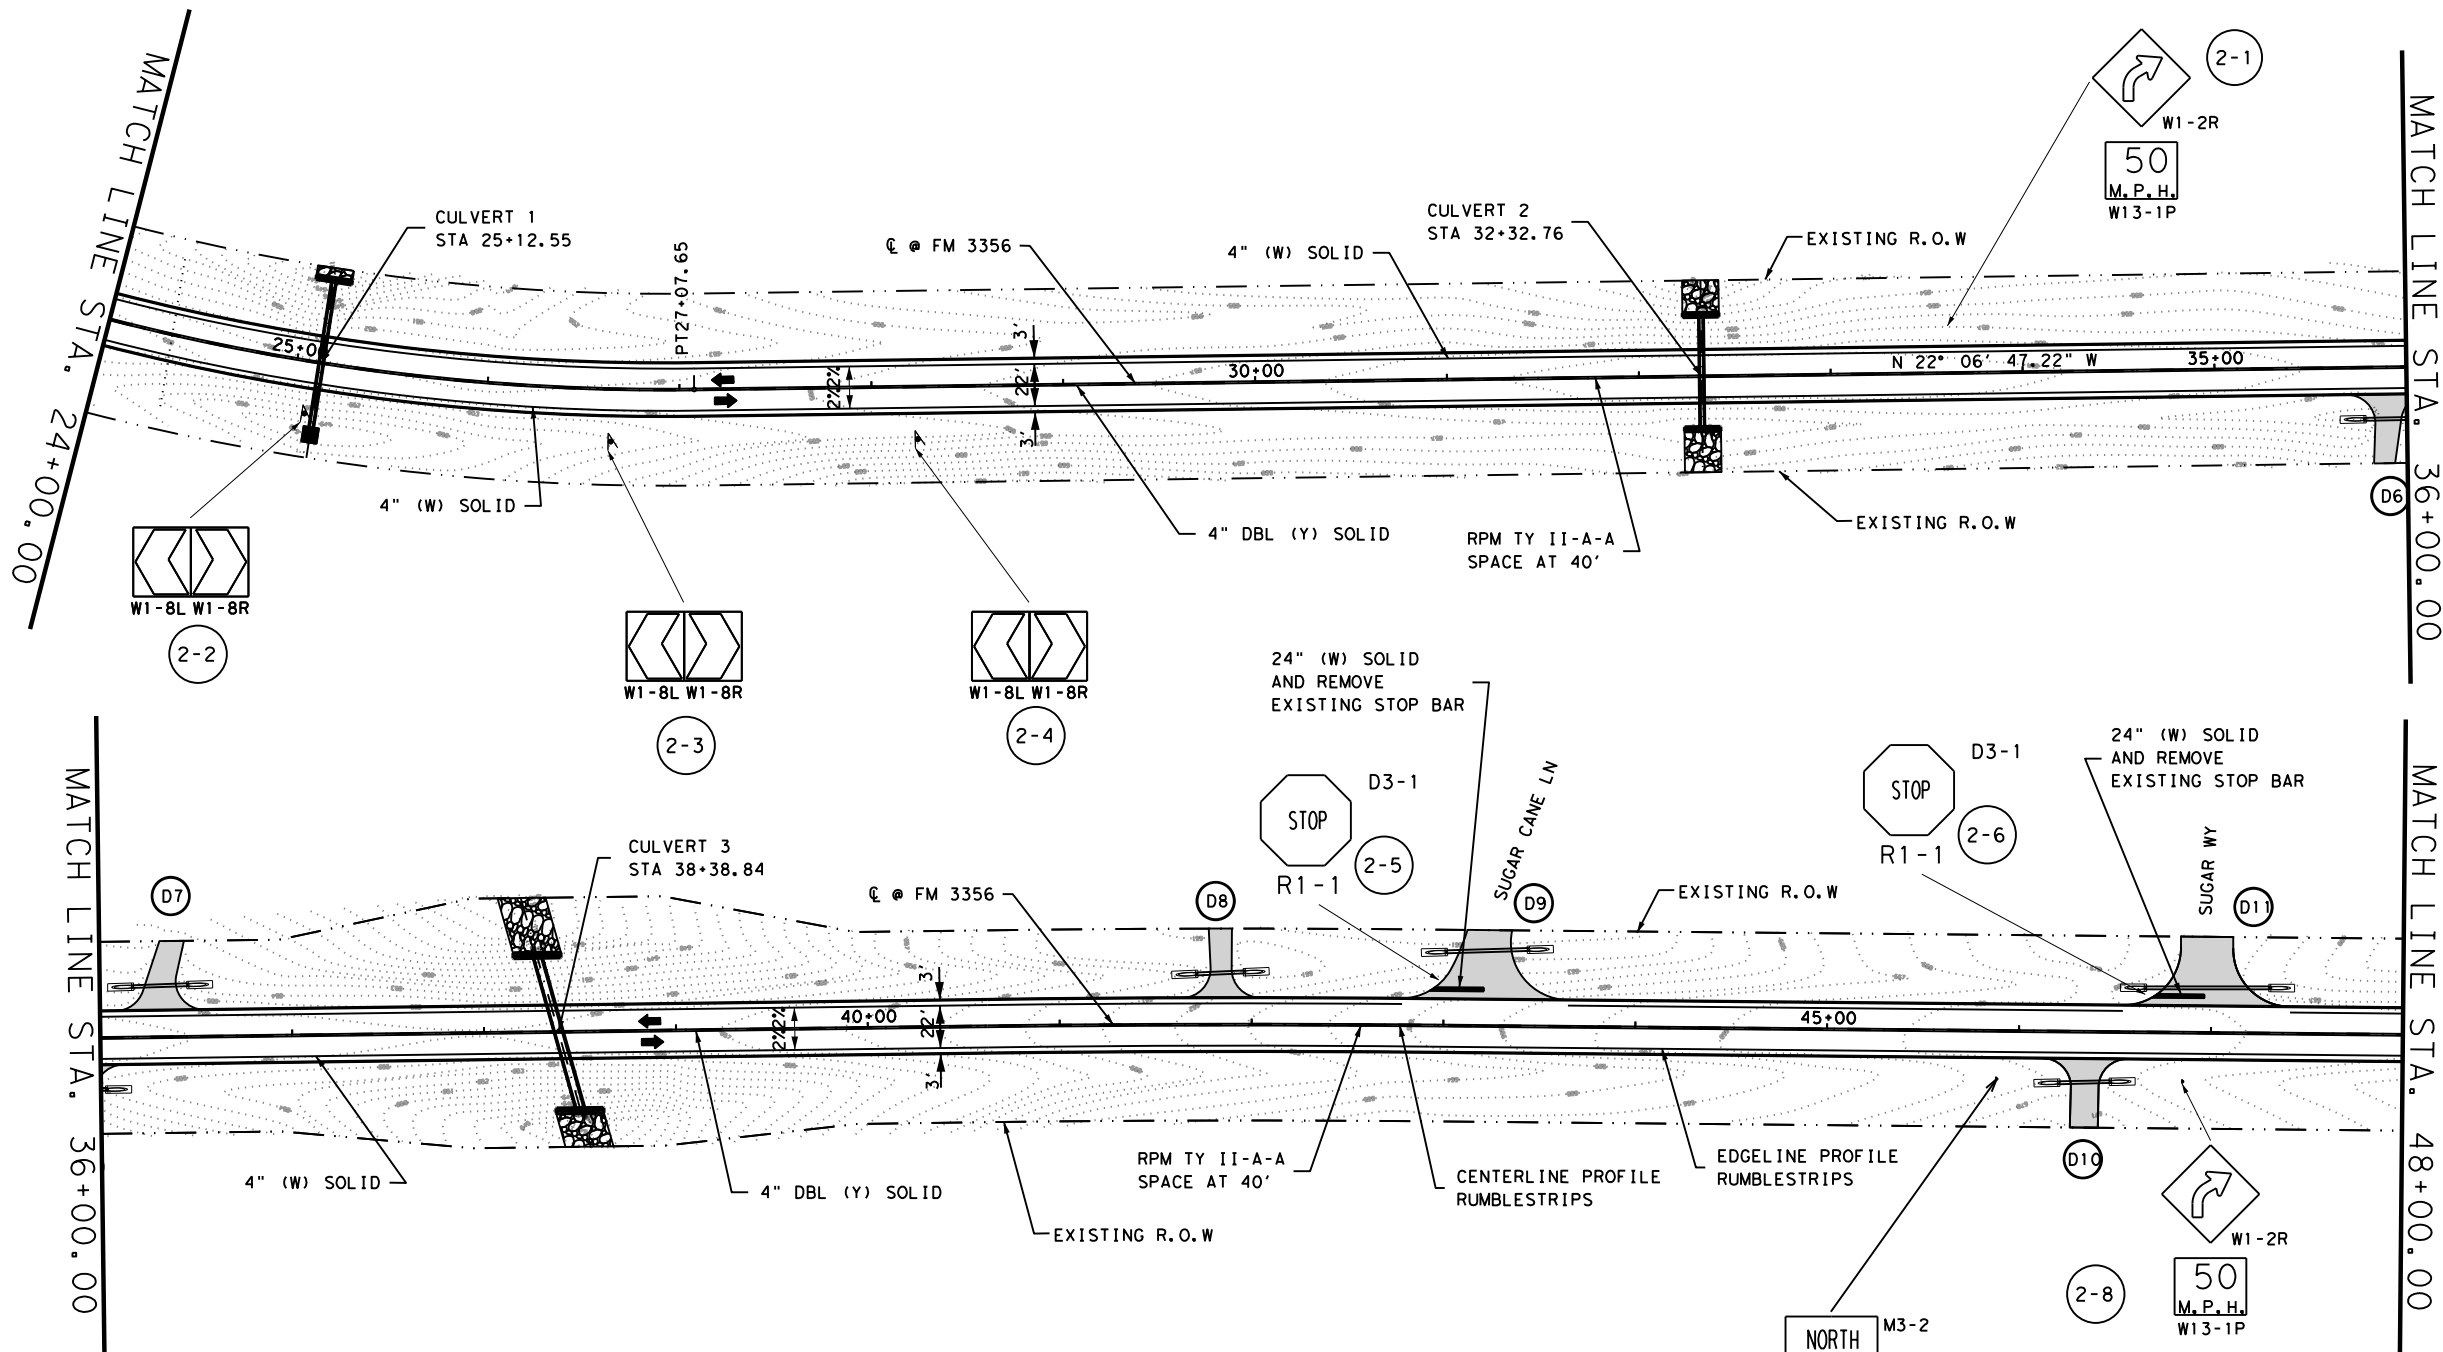 MATCH LINE STA. 24+00.00
CULVERT 1
STA 25+12.55
25+0
PT27+07.65
℄ @ FM 3356
3'
22'
3'
2%
2%
30+00
4" (W) SOLID
CULVERT 2
STA 32+32.76
EXISTING R.O.W
2-1
W1-2R
50
M.P.H.
W13-1P
N 22° 06' 47.22" W
35+00
MATCH LINE STA. 36+00.00
D6
4" (W) SOLID
4" DBL (Y) SOLID
RPM TY II-A-A
SPACE AT 40'
EXISTING R.O.W
W1-8L W1-8R
2-2
W1-8L W1-8R
2-3
W1-8L W1-8R
2-4
MATCH LINE STA. 36+00.00
D7
CULVERT 3
STA 38+38.84
℄ @ FM 3356
3'
22'
3'
2%
2%
40+00
24" (W) SOLID
AND REMOVE
EXISTING STOP BAR
STOP
D3-1
R1-1
2-5
SUGAR CANE LN
D8
D9
EXISTING R.O.W
STOP
D3-1
R1-1
2-6
24" (W) SOLID
AND REMOVE
EXISTING STOP BAR
SUGAR WY
D11
45+00
MATCH LINE STA. 48+00.00
4" (W) SOLID
4" DBL (Y) SOLID
EXISTING R.O.W
RPM TY II-A-A
SPACE AT 40'
CENTERLINE PROFILE
RUMBLESTRIPS
EDGELINE PROFILE
RUMBLESTRIPS
D10
W1-2R
50
M.P.H.
W13-1P
2-8
NORTH
M3-2